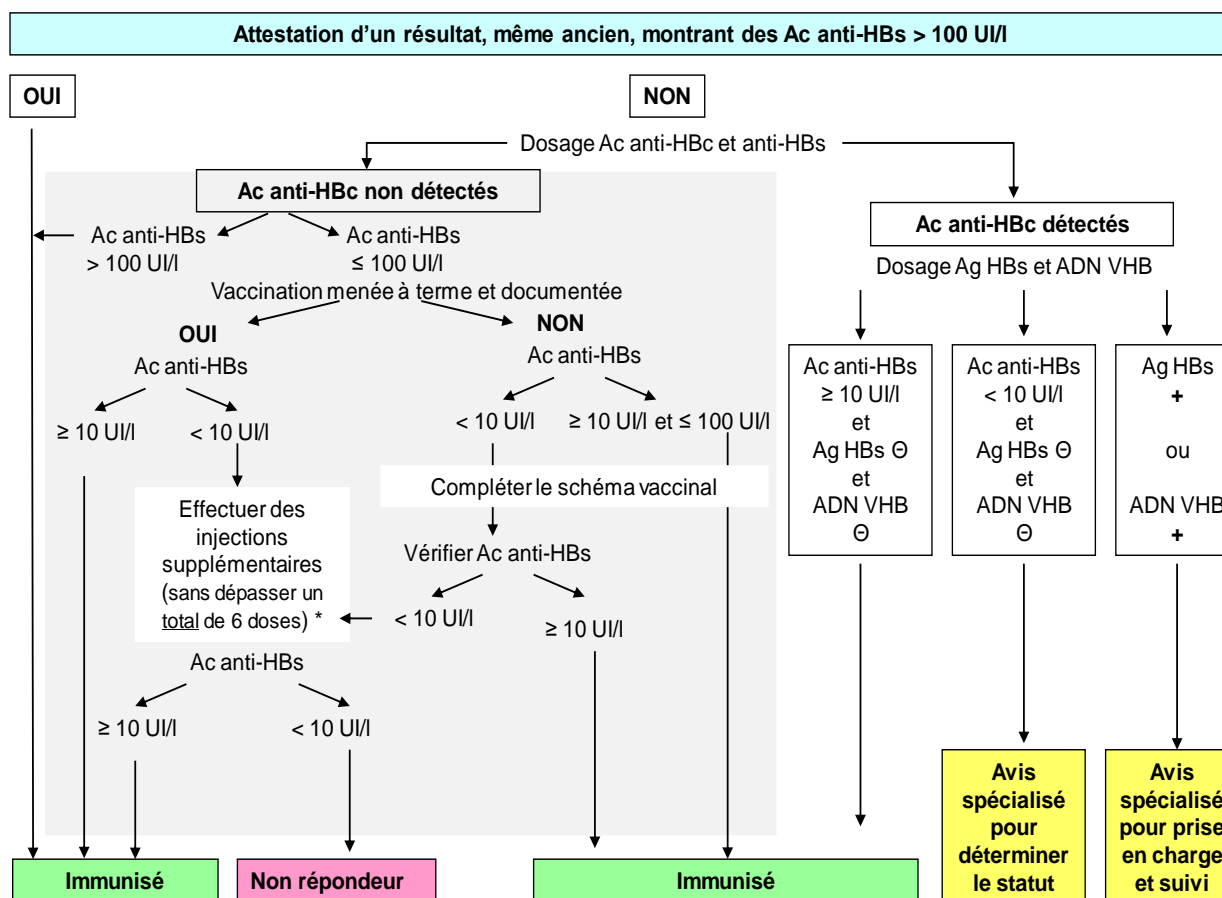 Attestation d’un résultat, même ancien, montrant des Ac anti-HBs > 100 UI/l
OUI
NON
Dosage Ac anti-HBc et anti-HBs
Ac anti-HBc non détectés
Ac anti-HBs
> 100 UI/l
Ac anti-HBs
≤ 100 UI/l
Vaccination menée à terme et documentée
OUI
Ac anti-HBs
≥ 10 UI/l
< 10 UI/l
Effectuer des
injections
supplémentaires
(sans dépasser un
total de 6 doses) *
Ac anti-HBs
≥ 10 UI/l
< 10 UI/l
NON
Ac anti-HBs
< 10 UI/l
≥ 10 UI/l et ≤ 100 UI/l
Compléter le schéma vaccinal
Vérifier Ac anti-HBs
< 10 UI/l
≥ 10 UI/l
Ac anti-HBc détectés
Dosage Ag HBs et ADN VHB
Ac anti-HBs
≥ 10 UI/l
et
Ag HBs Θ
et
ADN VHB
Θ
Ac anti-HBs
< 10 UI/l
et
Ag HBs Θ
et
ADN VHB
Θ
Ag HBs
+
ou
ADN VHB
+
Immunisé
Non répondeur
Immunisé
Avis
spécialisé
pour
déterminer
le statut
Avis
spécialisé
pour prise
en charge
et suivi